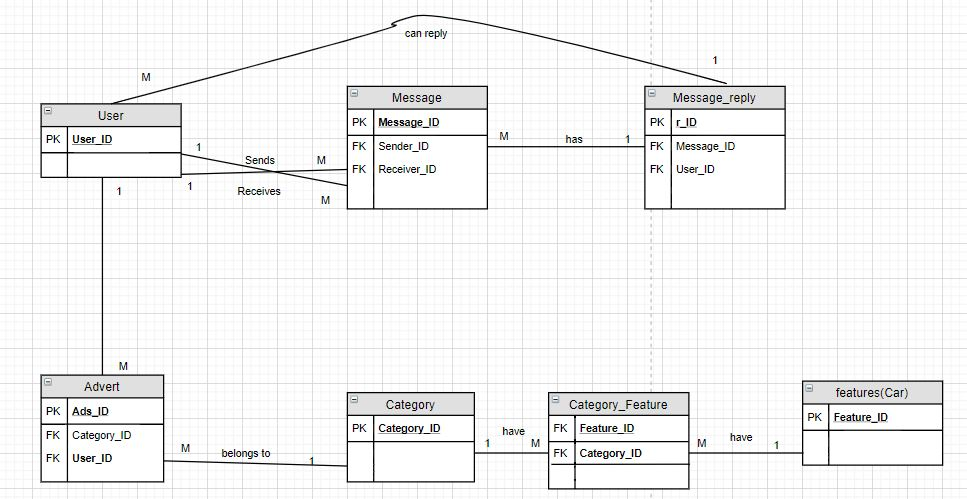 can reply
M
1
User
PK User_ID
Message
PK Message_ID
FK Sender_ID
FK Receiver_ID
Message_reply
PK r_ID
FK Message_ID
FK User_ID
1
Sends
M
1
Receives
M
M
has
1
1
M
Advert
PK Ads_ID
FK Category_ID
FK User_ID
M
belongs to
1
Category
PK Category_ID
1
have
M
Category_Feature
FK Feature_ID
FK Category_ID
M
have
1
features(Car)
PK Feature_ID